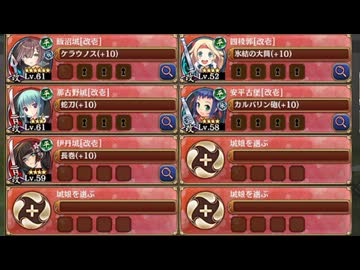 飯沼城[改壱]
ケラウノス(+10)
Lv.61
四稜郭[改壱]
氷結の大筒(+10)
Lv.52
那古野城[改壱]
蛇刀(+10)
Lv.61
安平古堡[改壱]
カルバリン砲(+10)
Lv.58
伊丹城[改壱]
長巻(+10)
Lv.59
城娘を選ぶ
城娘を選ぶ
城娘を選ぶ